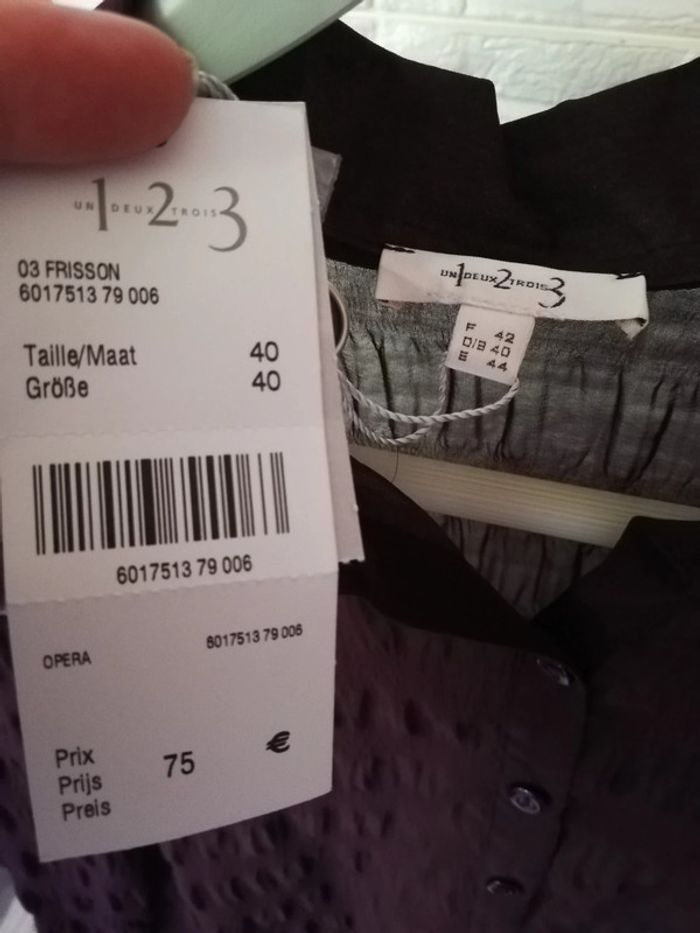 UN 1 DEUX 2 TROIS 3
03 FRISSON
6017513 79 006
Taille/Maat 40
Größe 40
6017513 79 006
OPERA 6017513 79 006
Prix
Prijs 75 €
Preis
UN 1 DEUX 2 TROIS 3
F 42
D/B 40
E 44